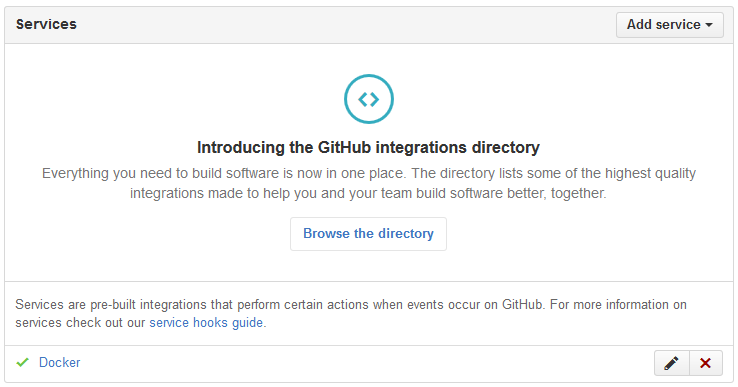 Services
Add service
Introducing the GitHub integrations directory
Everything you need to build software is now in one place. The directory lists some of the highest quality
integrations made to help you and your team build software better, together.
Browse the directory
Services are pre-built integrations that perform certain actions when events occur on GitHub. For more information on
services check out our service hooks guide.
Docker